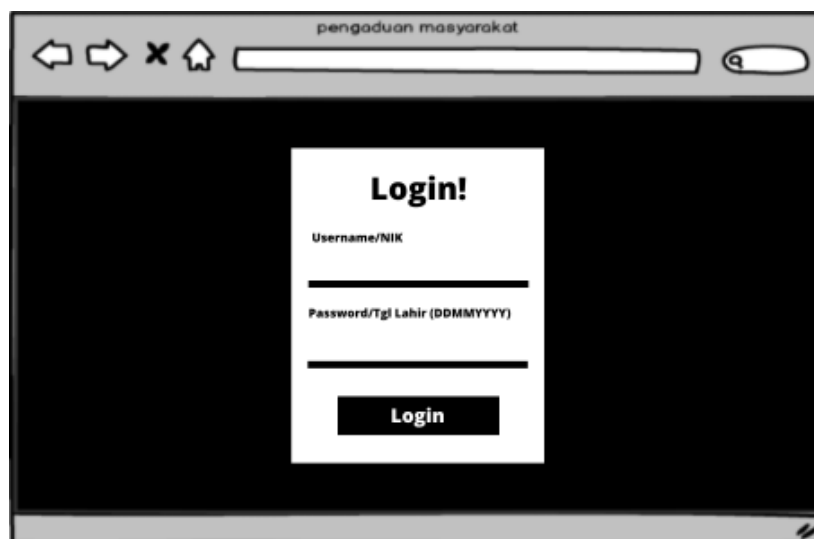 pengaduan masyarakat
Login!
Username/NIK
Password/Tgl Lahir (DDMMYYYY)
Login